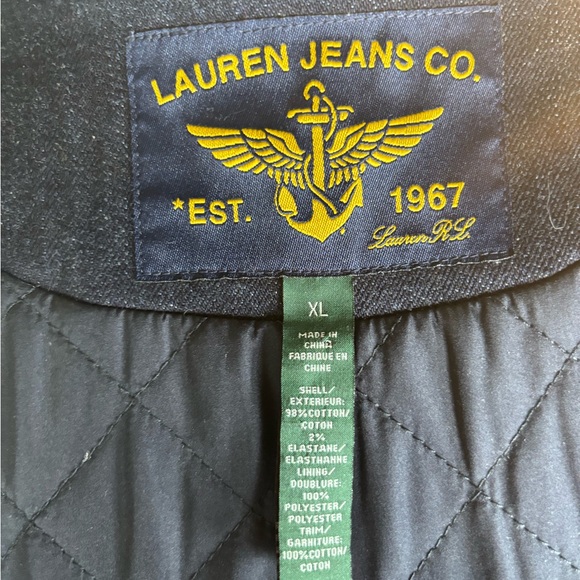 LAUREN JEANS CO.
*EST. 1967
Lauren RL
XL
MADE IN
CHINA
FABRIQUE EN
CHINE
SHELL/
EXTERIEUR:
98%COTTON/
COTON
2%
ELASTANE/
ELASTHANNE
LINING/
DOUBLURE:
100%
POLYESTER/
POLYESTER
TRIM/
GARNITURE:
100%COTTON/
COTON